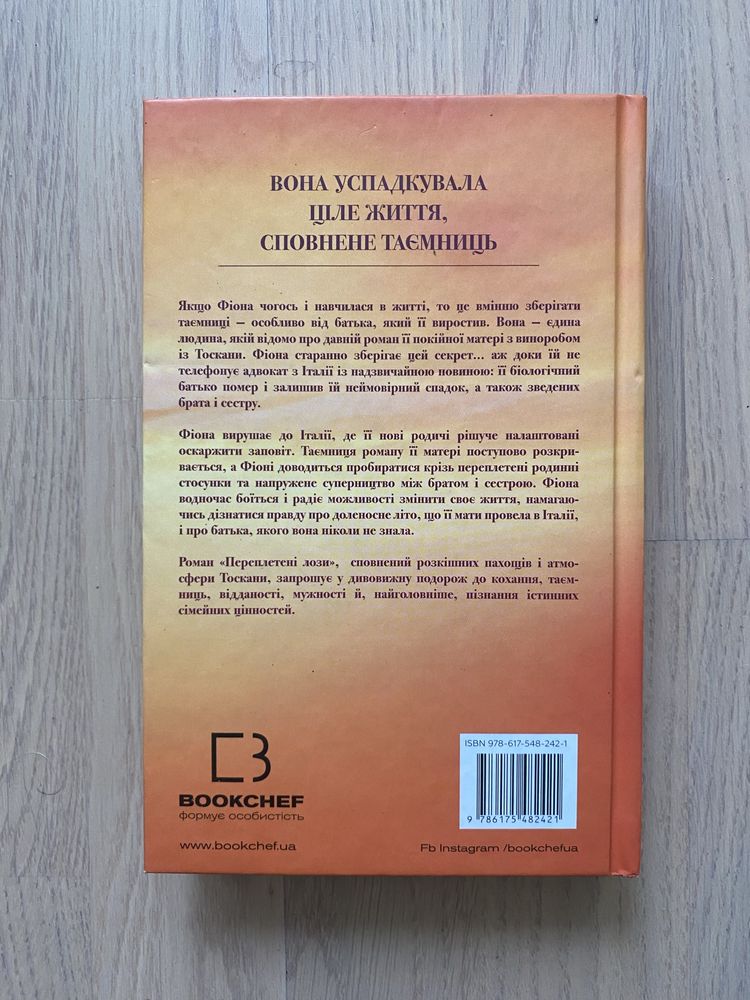 ВОНА УСПАДКУВАЛА
ЦІЛЕ ЖИТТЯ,
СПОВНЕНЕ ТАЄМНИЦЬ
Якщо Фіона чогось і навчилася в житті, то це вмінню зберігати
таємниці — особливо від батька, який її виростив. Вона — єдина
людина, якій відомо про давній роман її покійної матері з виноробом
із Тоскани. Фіона старанно зберігає цей секрет... аж доки їй не
телефонує адвокат з Італії із надзвичайною новиною: її біологічний
батько помер і залишив їй неймовірний спадок, а також зведених
брата і сестру.
Фіона вирушає до Італії, де її нові родичі рішуче налаштовані
оскаржити заповіт. Таємниця роману її матері поступово розкри-
вається, а Фіоні доводиться пробиратися крізь переплетені родинні
стосунки та напружене суперництво між братом і сестрою. Фіона
водночас боїться і радіє можливості змінити своє життя, намагаю-
чись дізнатися правду про доленосне літо, що її мати провела в Італії,
і про батька, якого вона ніколи не знала.
Роман «Переплетені лози», сповнений розкішних пахощів і атмо-
сфери Тоскани, запрошує у дивовижну подорож до кохання, таєм-
ниць, відданості, мужності й, найголовніше, пізнання істинних
сімейних цінностей.
BOOKCHEF
формує особистість
www.bookchef.ua
ISBN 978-617-548-242-1
9 786175 482421
Fb Instagram /bookchefua